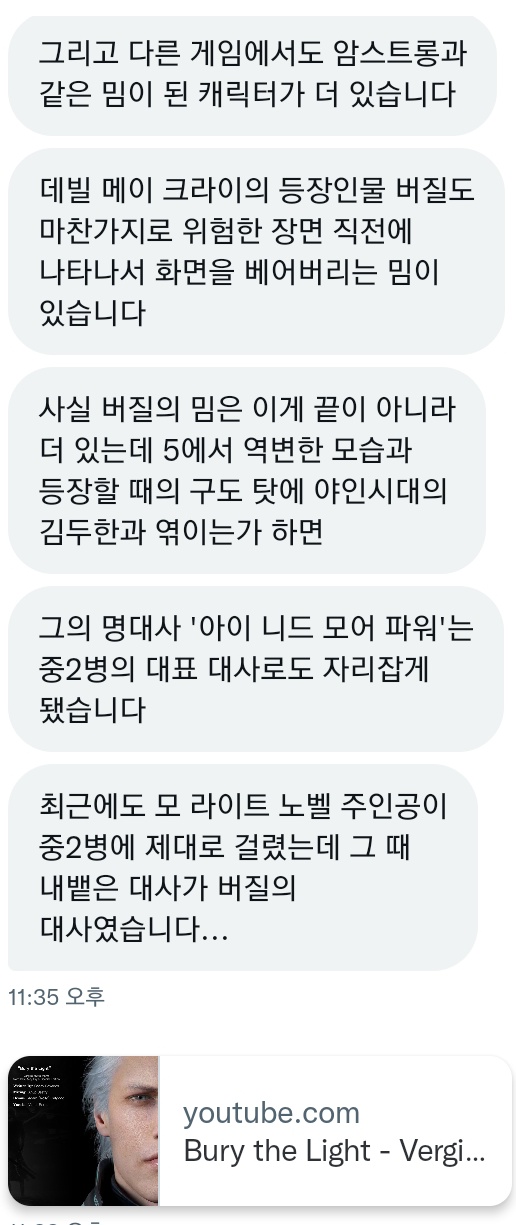 그리고 다른 게임에서도 암스트롱과
같은 밈이 된 캐릭터가 더 있습니다
데빌 메이 크라이의 등장인물 버질도
마찬가지로 위험한 장면 직전에
나타나서 화면을 베어버리는 밈이
있습니다
사실 버질의 밈은 이게 끝이 아니라
더 있는데 5에서 역변한 모습과
등장할 때의 구도 탓에 야인시대의
김두한과 엮이는가 하면
그의 명대사 '아이 니드 모어 파워'는
중2병의 대표 대사로도 자리잡게
됐습니다
최근에도 모 라이트 노벨 주인공이
중2병에 제대로 걸렸는데 그 때
내뱉은 대사가 버질의
대사였습니다...
11:35 오후
"Bury the Light"
youtube.com
Bury the Light - Vergi...